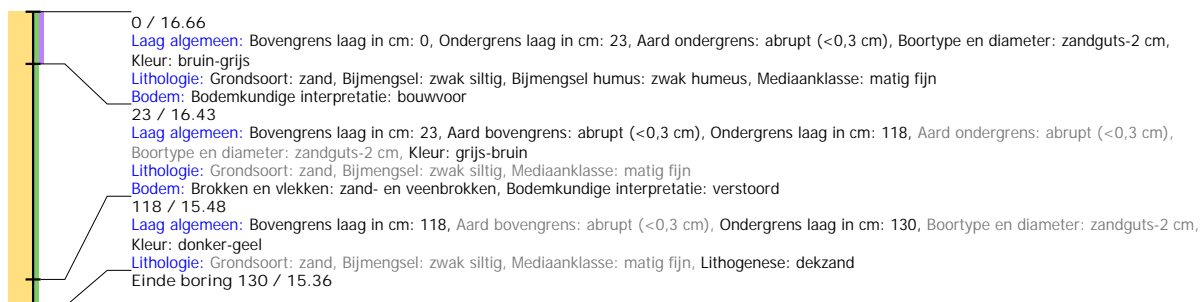 0 / 16.66
Laag algemeen: Bovengrens laag in cm: 0, Ondergrens laag in cm: 23, Aard ondergrens: abrupt (<0,3 cm), Boortype en diameter: zandguts-2 cm,
Kleur: bruin-grijs
Lithologie: Grondsoort: zand, Bijmengsel: zwak siltig, Bijmengsel humus: zwak humeus, Mediaanklasse: matig fijn
Bodem: Bodemkundige interpretatie: bouwvoor
23 / 16.43
Laag algemeen: Bovengrens laag in cm: 23, Aard bovengrens: abrupt (<0,3 cm), Ondergrens laag in cm: 118, Aard ondergrens: abrupt (<0,3 cm),
Boortype en diameter: zandguts-2 cm, Kleur: grijs-bruin
Lithologie: Grondsoort: zand, Bijmengsel: zwak siltig, Mediaanklasse: matig fijn
Bodem: Brokken en vlekken: zand- en veenbrokken, Bodemkundige interpretatie: verstoord
118 / 15.48
Laag algemeen: Bovengrens laag in cm: 118, Aard bovengrens: abrupt (<0,3 cm), Ondergrens laag in cm: 130, Boortype en diameter: zandguts-2 cm,
Kleur: donker-geel
Lithologie: Grondsoort: zand, Bijmengsel: zwak siltig, Mediaanklasse: matig fijn, Lithogenese: dekzand
Einde boring 130 / 15.36